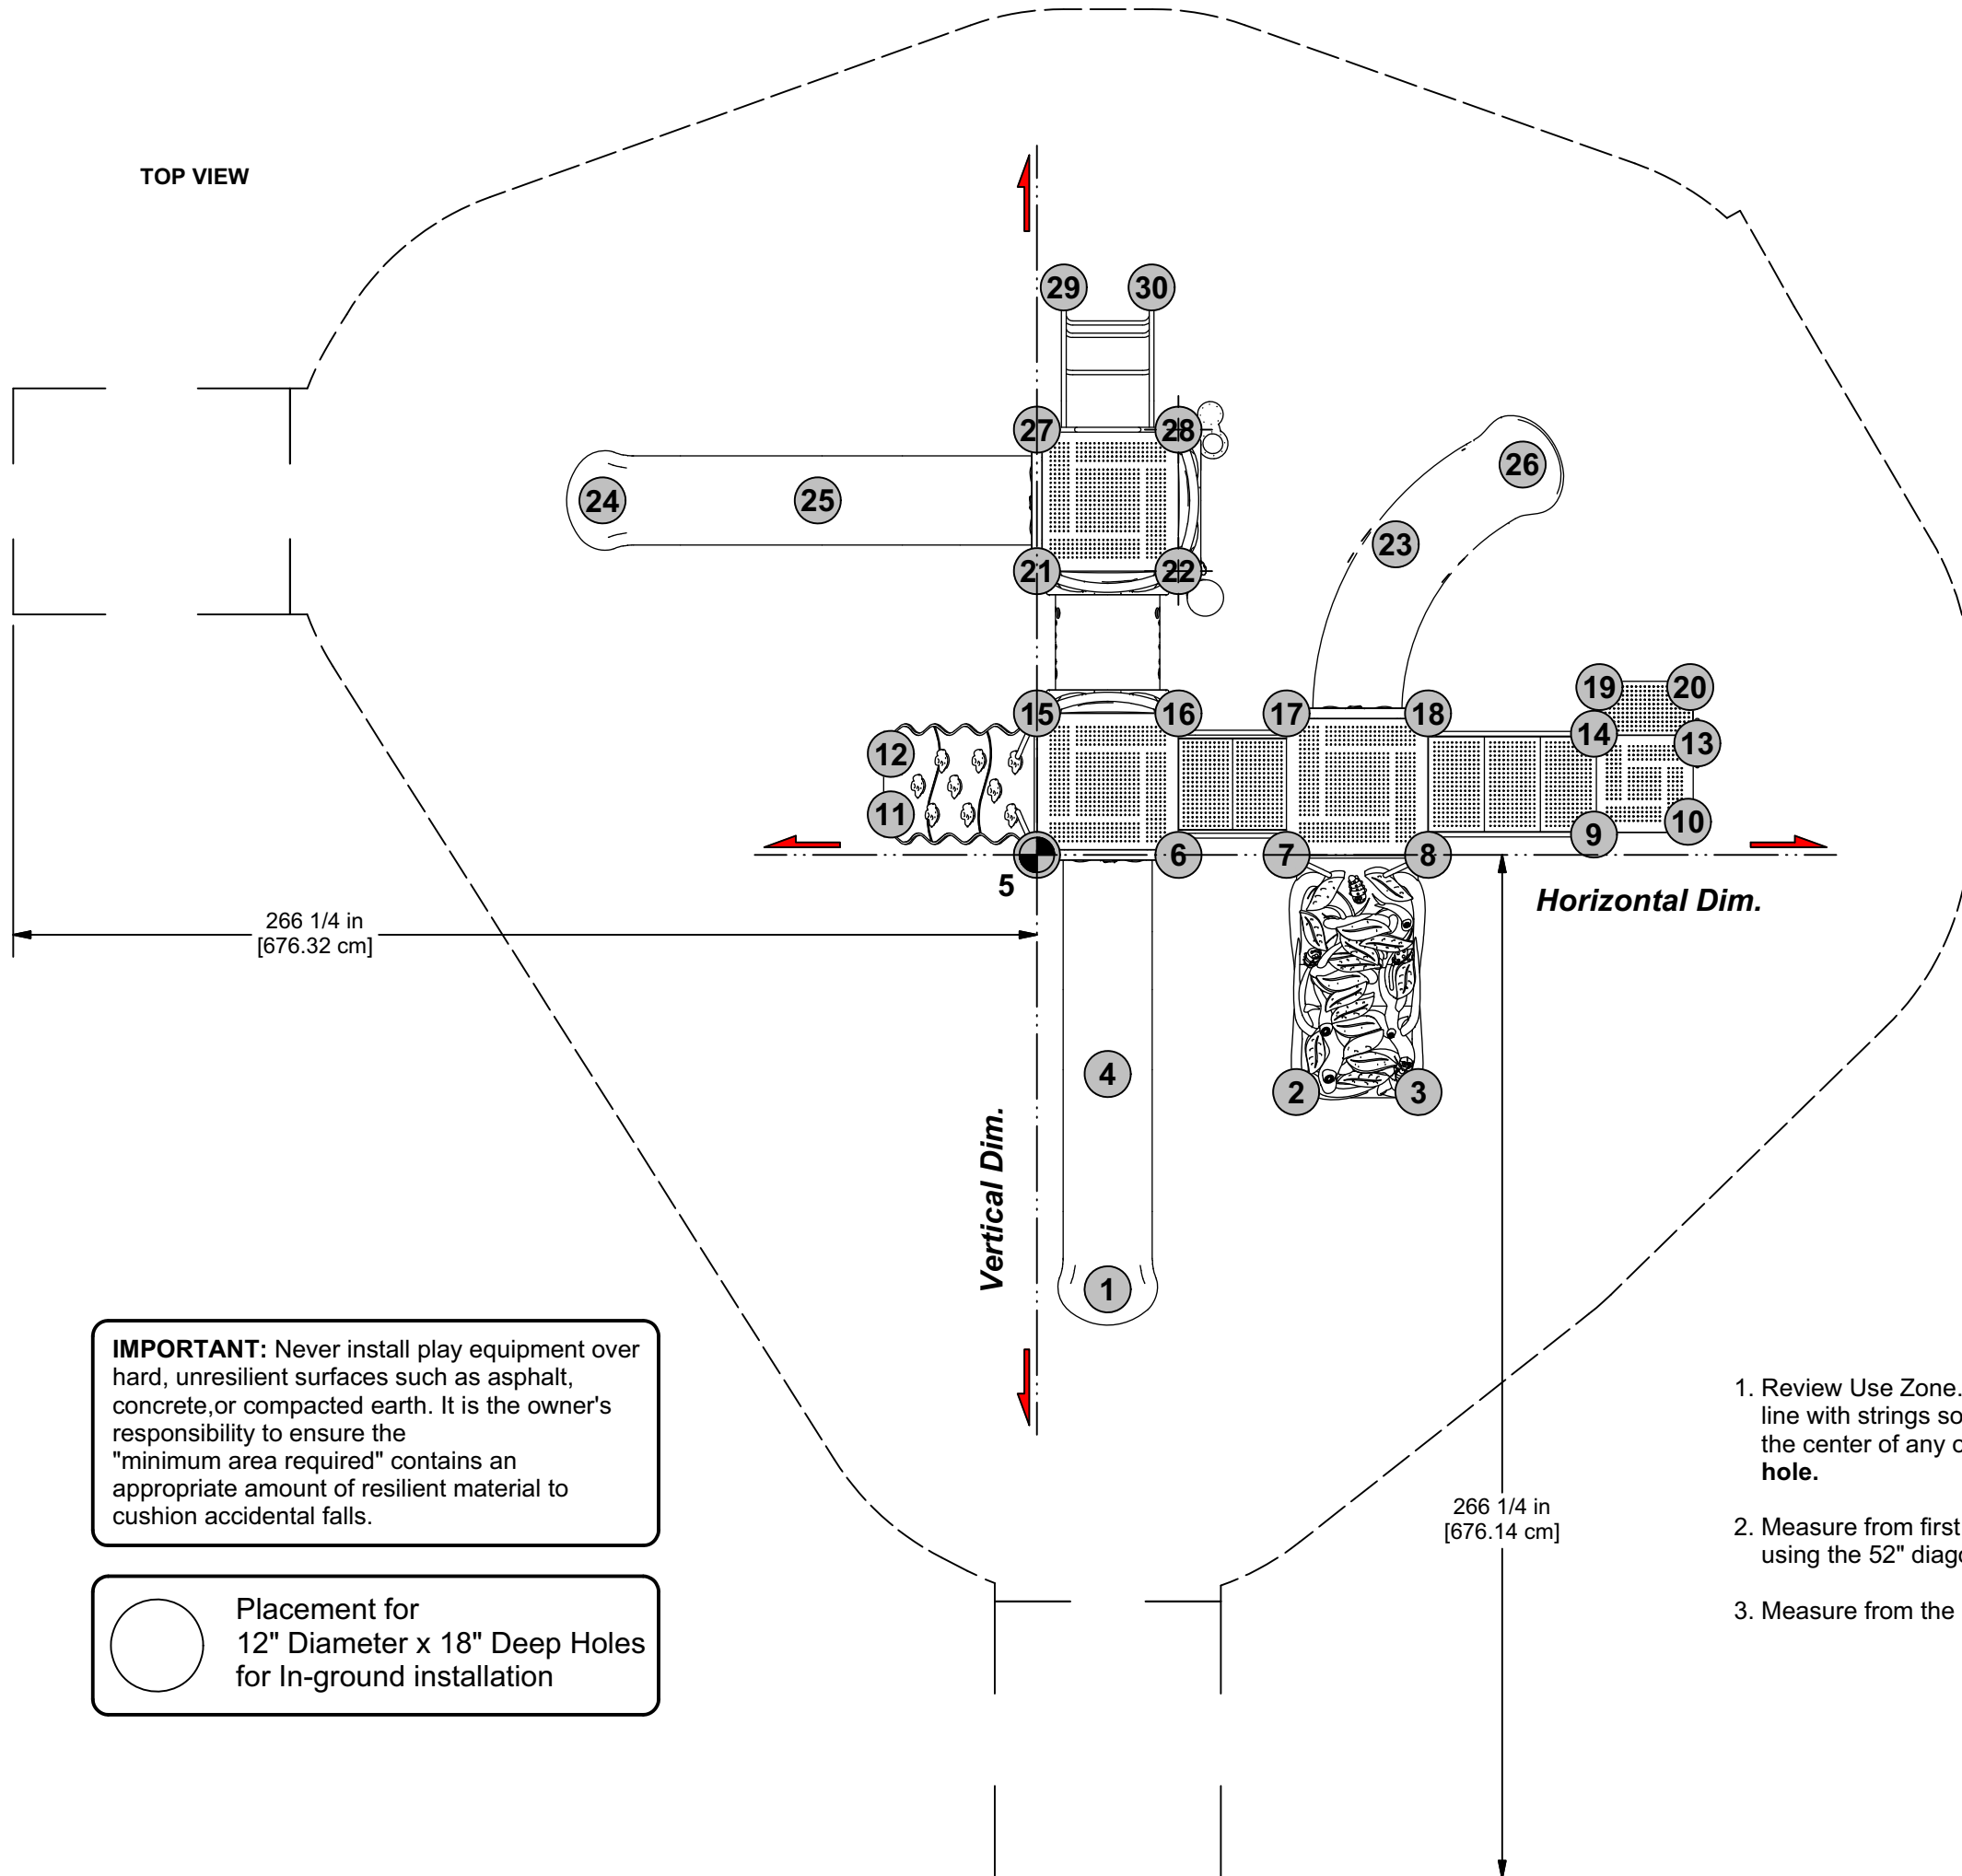 TOP VIEW
29 30
27 28
26
24 25
23
21 22
19 20
15 16 17 18
14 13
12
11
10
9
6 7 8
5
Horizontal Dim.
266 1/4 in
[676.32 cm]
4
2 3
Vertical Dim.
1
IMPORTANT: Never install play equipment over
hard, unresilient surfaces such as asphalt,
concrete,or compacted earth. It is the owner's
responsibility to ensure the
"minimum area required" contains an
appropriate amount of resilient material to
cushion accidental falls.
Placement for
12" Diameter x 18" Deep Holes
for In-ground installation
266 1/4 in
[676.14 cm]
1. Review Use Zone.
line with strings so
the center of any
hole.
2. Measure from first
using the 52"
3. Measure from the